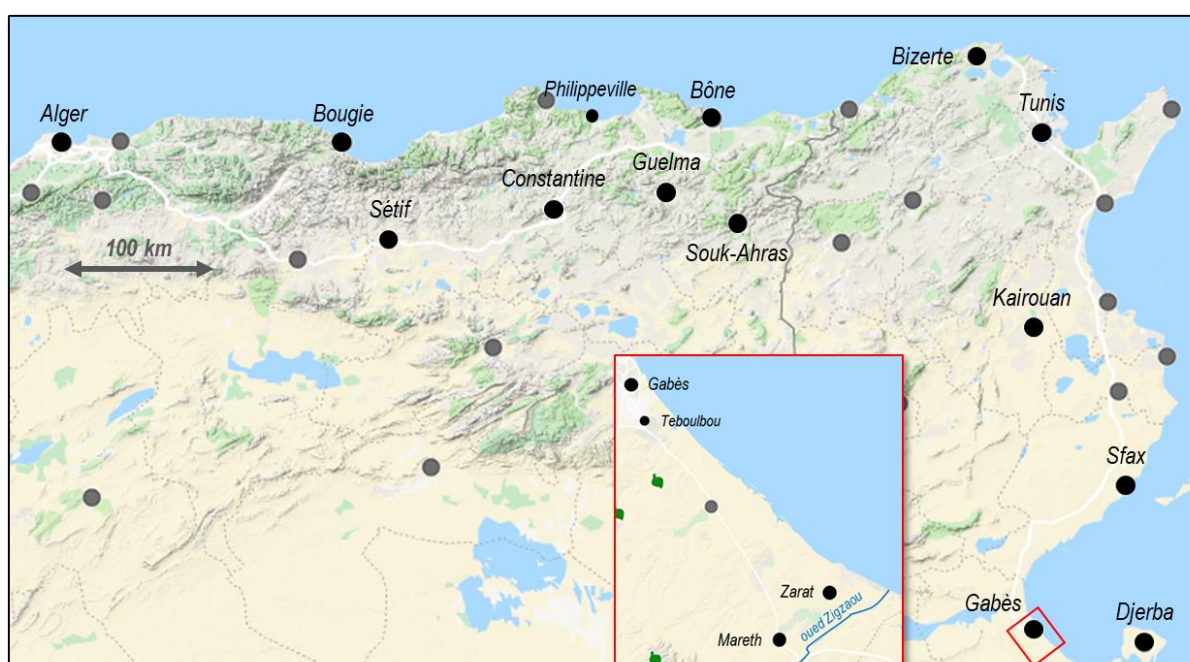 Bizerte
Philippeville
Bône
Alger
Bougie
Tunis
Guelma
Constantine
Sétif
100 km
Souk-Ahras
Kairouan
Gabès
Teboulbou
Sfax
Zarat
oued Zigzaou
Mareth
Gabès
Djerba